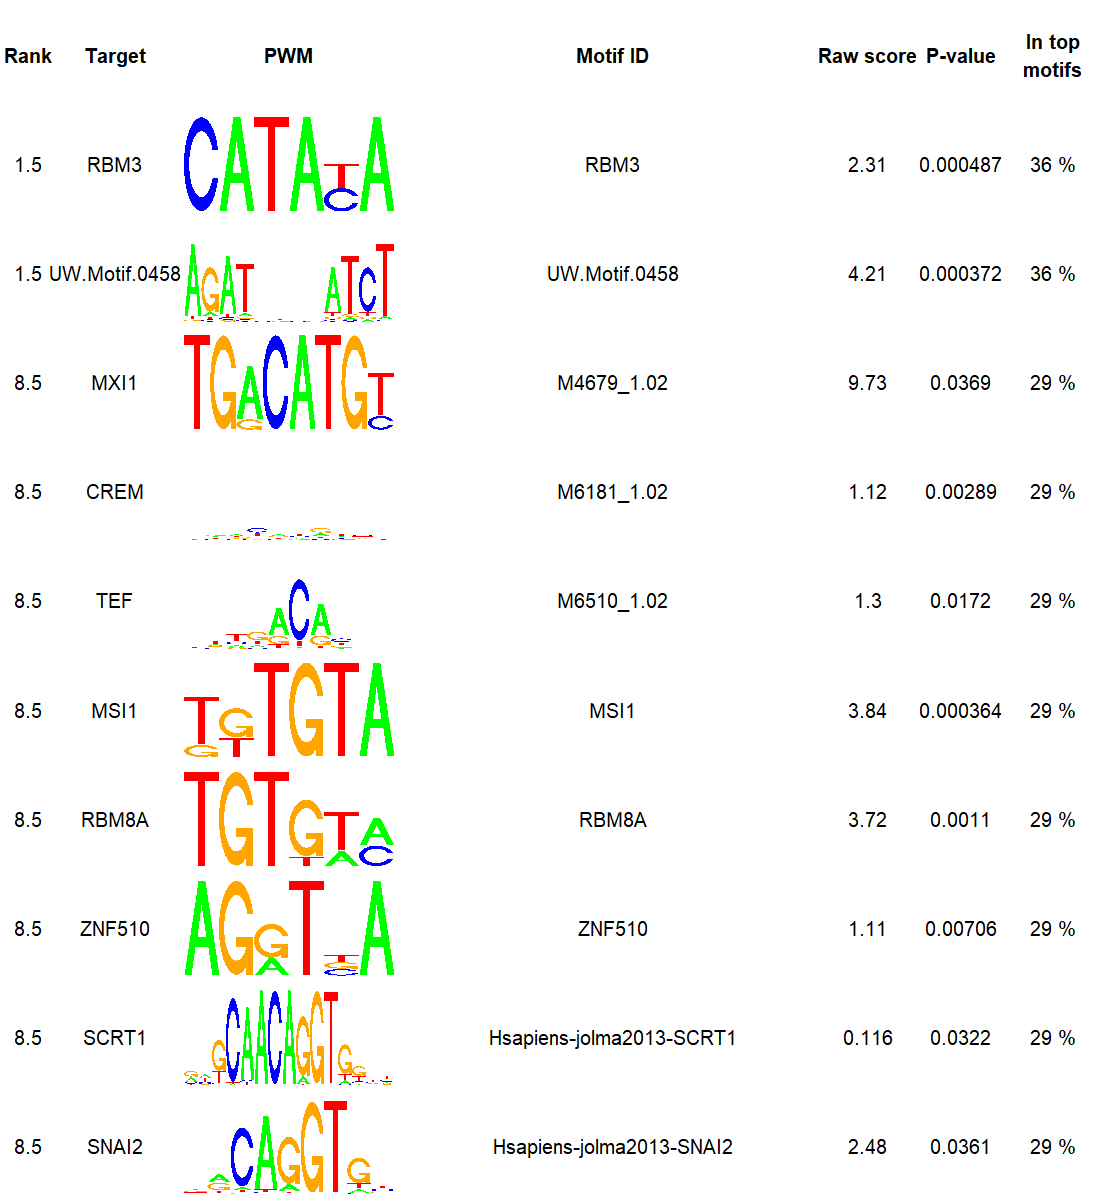 Rank Target PWM Motif ID Raw score P-value In top motifs
1.5 RBM3 CATATCA RBM3 2.31 0.000487 36 %
1.5 UW.Motif.0458 AGAT ATCT UW.Motif.0458 4.21 0.000372 36 %
8.5 MXI1 TGAGCATGTC M4679_1.02 9.73 0.0369 29 %
8.5 CREM M6181_1.02 1.12 0.00289 29 %
8.5 TEF TGACA M6510_1.02 1.3 0.0172 29 %
8.5 MSI1 TGGTTGTA MSI1 3.84 0.000364 29 %
8.5 RBM8A TGTGTTAAC RBM8A 3.72 0.0011 29 %
8.5 ZNF510 AGGATTGCA ZNF510 1.11 0.00706 29 %
8.5 SCRT1 GCAACAGGTG Hsapiens-jolma2013-SCRT1 0.116 0.0322 29 %
8.5 SNAI2 CAGGTG Hsapiens-jolma2013-SNAI2 2.48 0.0361 29 %